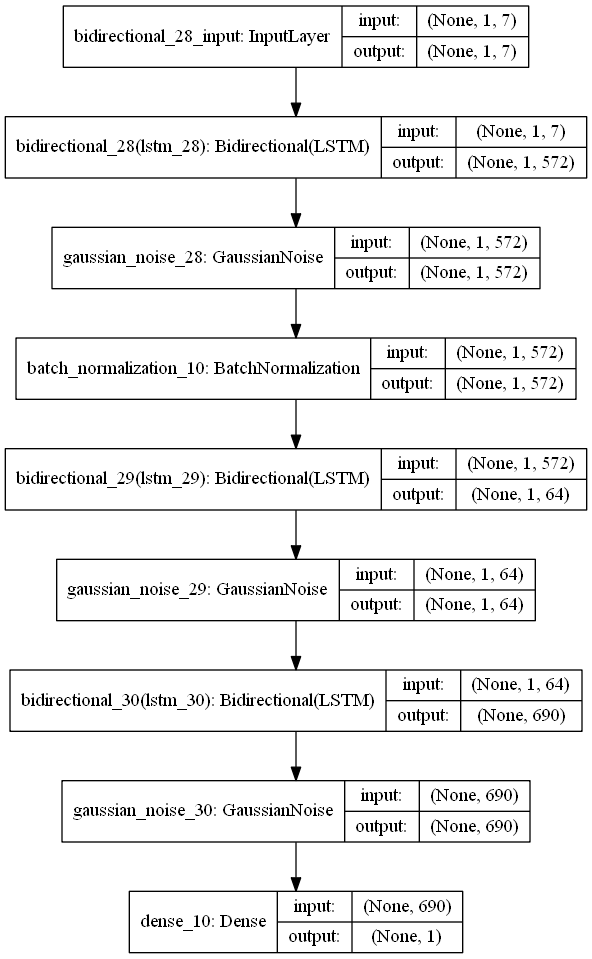 bidirectional_28_input: InputLayer input: (None, 1, 7)
output: (None, 1, 7)
bidirectional_28(lstm_28): Bidirectional(LSTM) input: (None, 1, 7)
output: (None, 1, 572)
gaussian_noise_28: GaussianNoise input: (None, 1, 572)
output: (None, 1, 572)
batch_normalization_10: BatchNormalization input: (None, 1, 572)
output: (None, 1, 572)
bidirectional_29(lstm_29): Bidirectional(LSTM) input: (None, 1, 572)
output: (None, 1, 64)
gaussian_noise_29: GaussianNoise input: (None, 1, 64)
output: (None, 1, 64)
bidirectional_30(lstm_30): Bidirectional(LSTM) input: (None, 1, 64)
output: (None, 690)
gaussian_noise_30: GaussianNoise input: (None, 690)
output: (None, 690)
dense_10: Dense input: (None, 690)
output: (None, 1)